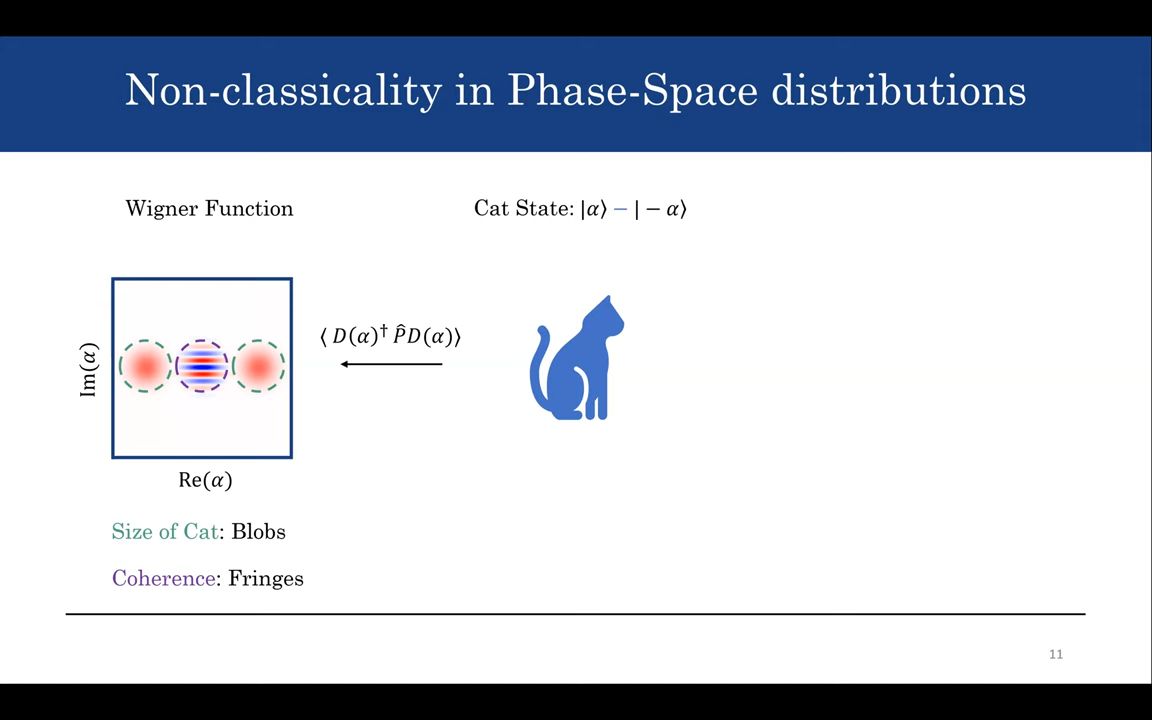 Non-classicality in Phase-Space distributions
Wigner Function
Cat State: |α⟩ − | − α⟩
⟨ D(α)† P̂D(α)⟩
Im(α)
Re(α)
Size of Cat: Blobs
Coherence: Fringes
11